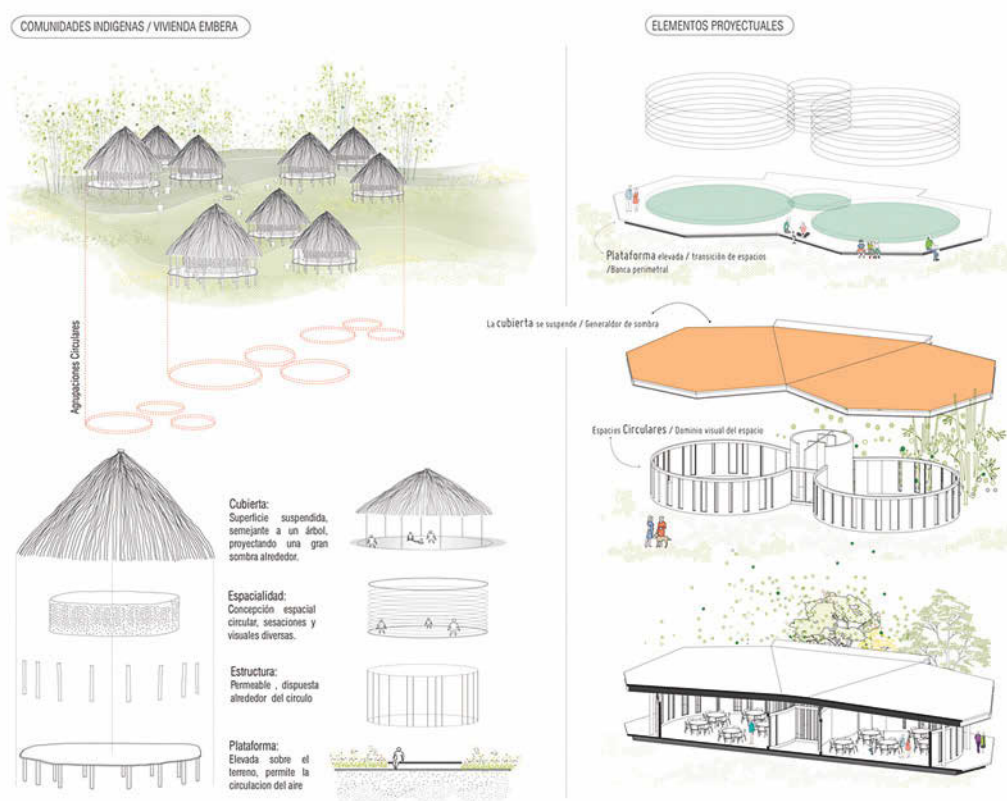 COMUNIDADES INDIGENAS / VIVIENDA EMBERA
Agrupaciones Circulares
Cubierta:
Superficie suspendida,
semejante a un árbol,
proyectando una gran
sombra alrededor.
Espacialidad:
Concepción espacial
circular, sesaciones y
visuales diversas.
Estructura:
Permeable , dispuesta
alrededor del circulo
Plataforma:
Elevada sobre el
terreno, permite la
circulacion del aire
ELEMENTOS PROYECTUALES
Plataforma elevada / transición de espacios
/Banca perimetral
La cubierta se suspende / Generaldor de sombra
Espacies Circulares / Dominio visual del espacio